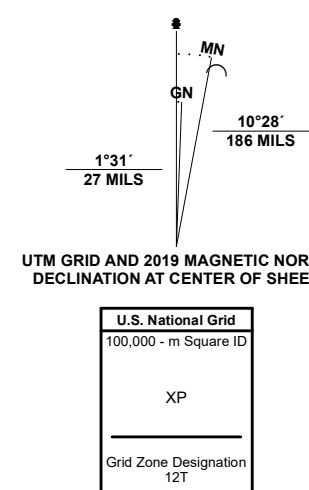 MN
GN
10°28´
186 MILS
1°31´
27 MILS
UTM GRID AND 2019 MAGNETIC NOR
DECLINATION AT CENTER OF SHEE
U.S. National Grid
100,000 - m Square ID
XP
Grid Zone Designation
12T